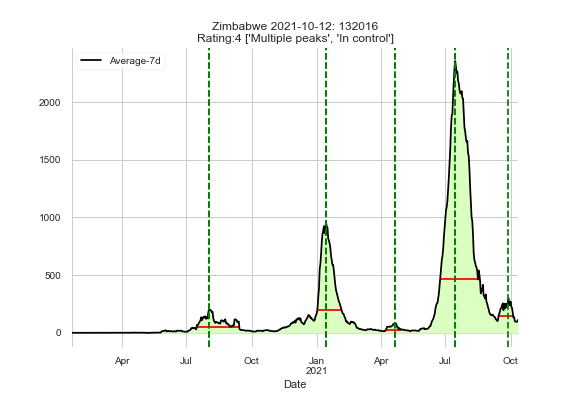 Zimbabwe 2021-10-12: 132016
Rating:4 ['Multiple peaks', 'In control']
Average-7d
2000
1500
1000
500
0
Apr
Jul
Oct
Jan
2021
Apr
Jul
Oct
Date